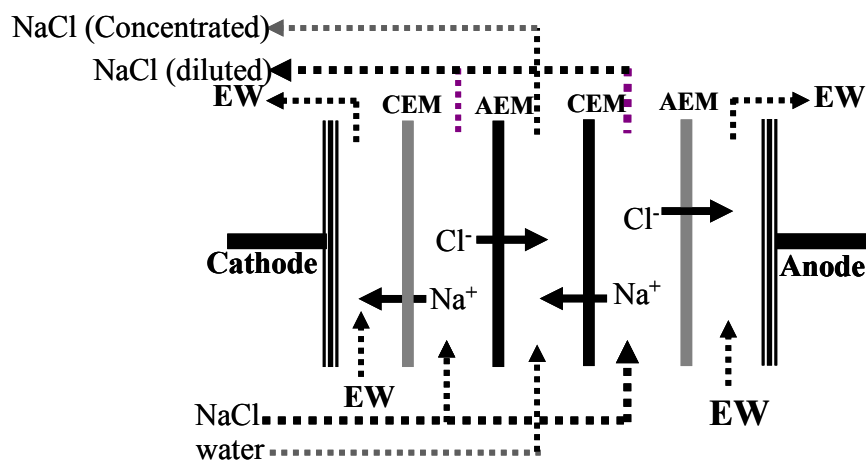 NaCl (Concentrated)
NaCl (diluted)
EW
EW
CEM
AEM
CEM
AEM
Cl-
Cl-
Cathode
Anode
Na+
Na+
EW
EW
NaCl
water